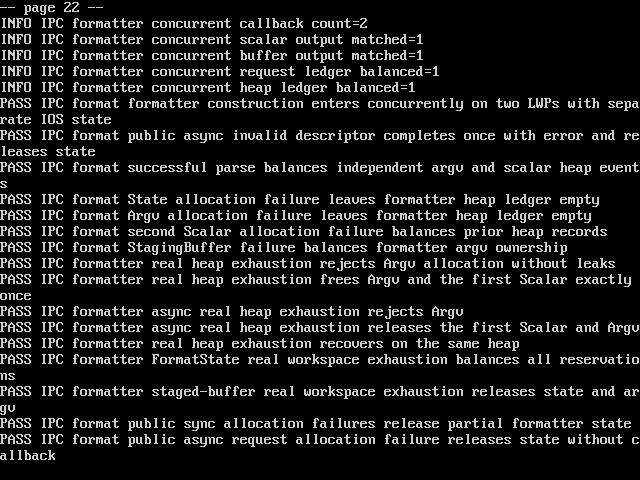 -- page 22 --
INFO IPC formatter concurrent callback count=2
INFO IPC formatter concurrent scalar output matched=1
INFO IPC formatter concurrent buffer output matched=1
INFO IPC formatter concurrent request ledger balanced=1
INFO IPC formatter concurrent heap ledger balanced=1
PASS IPC format formatter construction enters concurrently on two LWPs with sepa
rate IOS state
PASS IPC format public async invalid descriptor completes once with error and re
leases state
PASS IPC format successful parse balances independent argv and scalar heap event
s
PASS IPC format State allocation failure leaves formatter heap ledger empty
PASS IPC format Argv allocation failure leaves formatter heap ledger empty
PASS IPC format second Scalar allocation failure balances prior heap records
PASS IPC format StagingBuffer failure balances formatter argv ownership
PASS IPC formatter real heap exhaustion rejects Argv allocation without leaks
PASS IPC formatter real heap exhaustion frees Argv and the first Scalar exactly
once
PASS IPC formatter async real heap exhaustion rejects Argv
PASS IPC formatter async real heap exhaustion releases the first Scalar and Argv
PASS IPC formatter real heap exhaustion recovers on the same heap
PASS IPC formatter FormatState real workspace exhaustion balances all reservatio
ns
PASS IPC formatter staged-buffer real workspace exhaustion releases state and ar
gv
PASS IPC format public sync allocation failures release partial formatter state
PASS IPC format public async request allocation failure releases state without c
allback